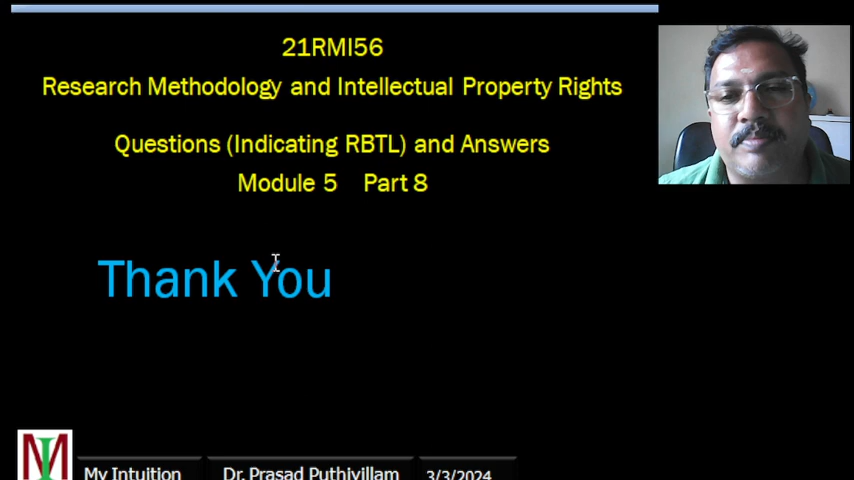 21RMI56
Research Methodology and Intellectual Property Rights
Questions (Indicating RBTL) and Answers
Module 5 Part 8
Thank You
MI
My Intuition
Dr. Prasad Puthiyillam
3/3/2024